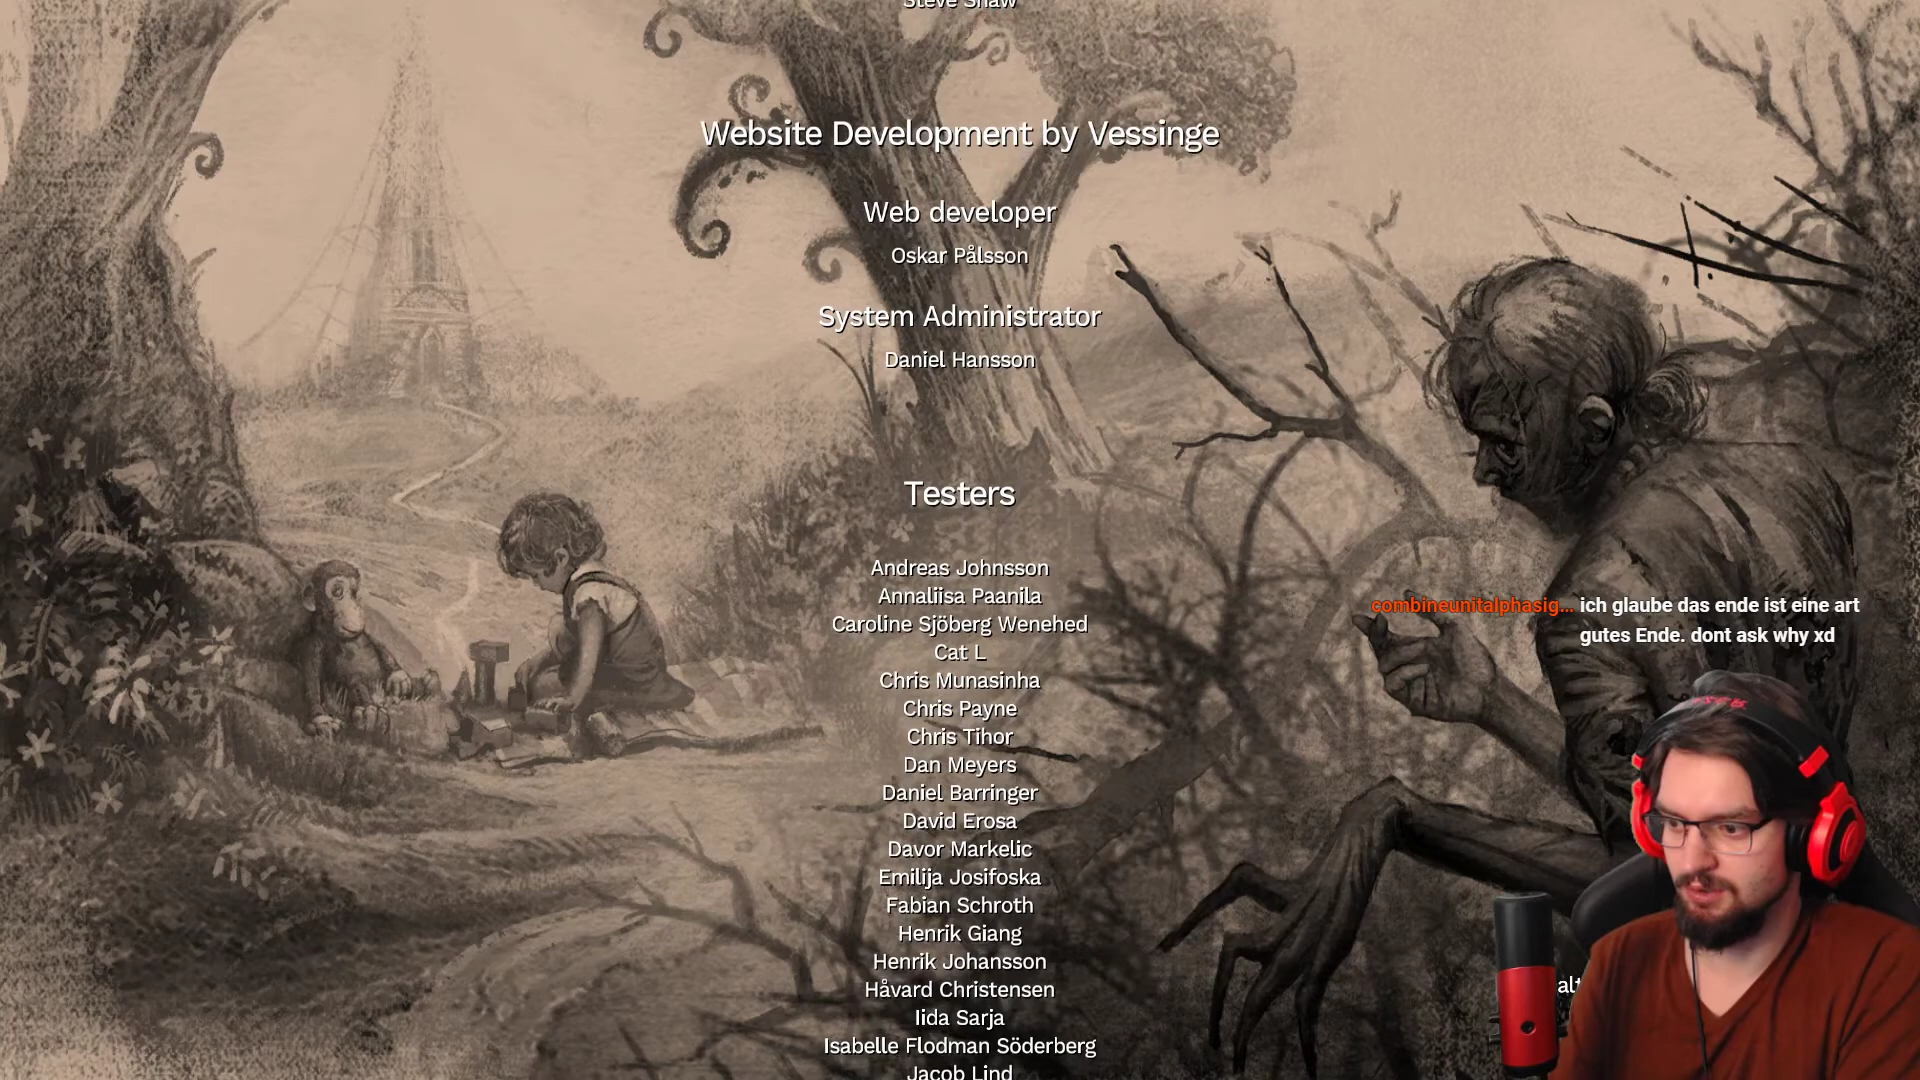 Steve Shaw
Website Development by Vessinge
Web developer
Oskar Pålsson
System Administrator
Daniel Hansson
Testers
Andreas Johnsson
Annaliisa Paanila
Caroline Sjöberg Wenehed
Cat L
Chris Munasinha
Chris Payne
Chris Tihor
Dan Meyers
Daniel Barringer
David Erosa
Davor Markelic
Emilija Josifoska
Fabian Schroth
Henrik Giang
Henrik Johansson
Håvard Christensen
Iida Sarja
Isabelle Flodman Söderberg
Jacob Lind
combineunitalphasig... ich glaube das ende ist eine art
gutes Ende. dont ask why xd